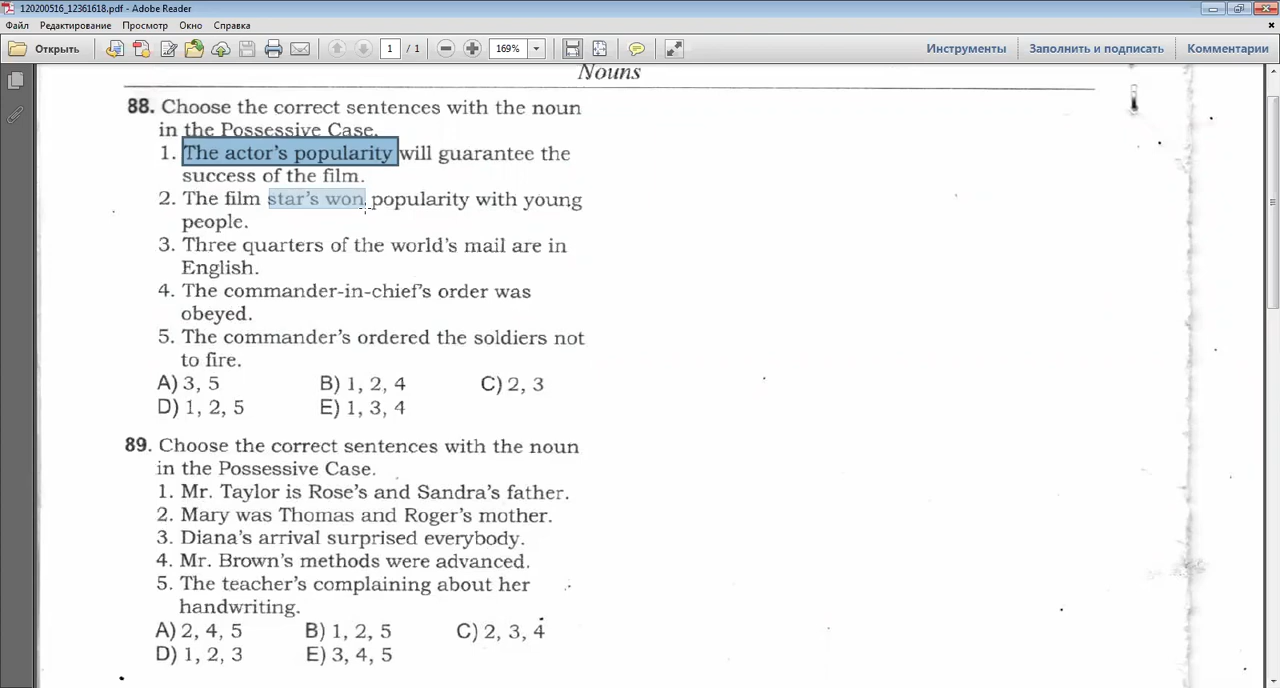 120200516_12361618.pdf - Adobe Reader
Файл Редактирование Просмотр Окно Справка
Открыть 1 / 1 169% Инструменты Заполнить и подписать Комментарии
Nouns
88. Choose the correct sentences with the noun
in the Possessive Case.
1. The actor's popularity will guarantee the
success of the film.
2. The film star's won popularity with young
people.
3. Three quarters of the world's mail are in
English.
4. The commander-in-chief's order was
obeyed.
5. The commander's ordered the soldiers not
to fire.
A) 3, 5 B) 1, 2, 4 C) 2, 3
D) 1, 2, 5 E) 1, 3, 4
89. Choose the correct sentences with the noun
in the Possessive Case.
1. Mr. Taylor is Rose's and Sandra's father.
2. Mary was Thomas and Roger's mother.
3. Diana's arrival surprised everybody.
4. Mr. Brown's methods were advanced.
5. The teacher's complaining about her
handwriting.
A) 2, 4, 5 B) 1, 2, 5 C) 2, 3, 4
D) 1, 2, 3 E) 3, 4, 5